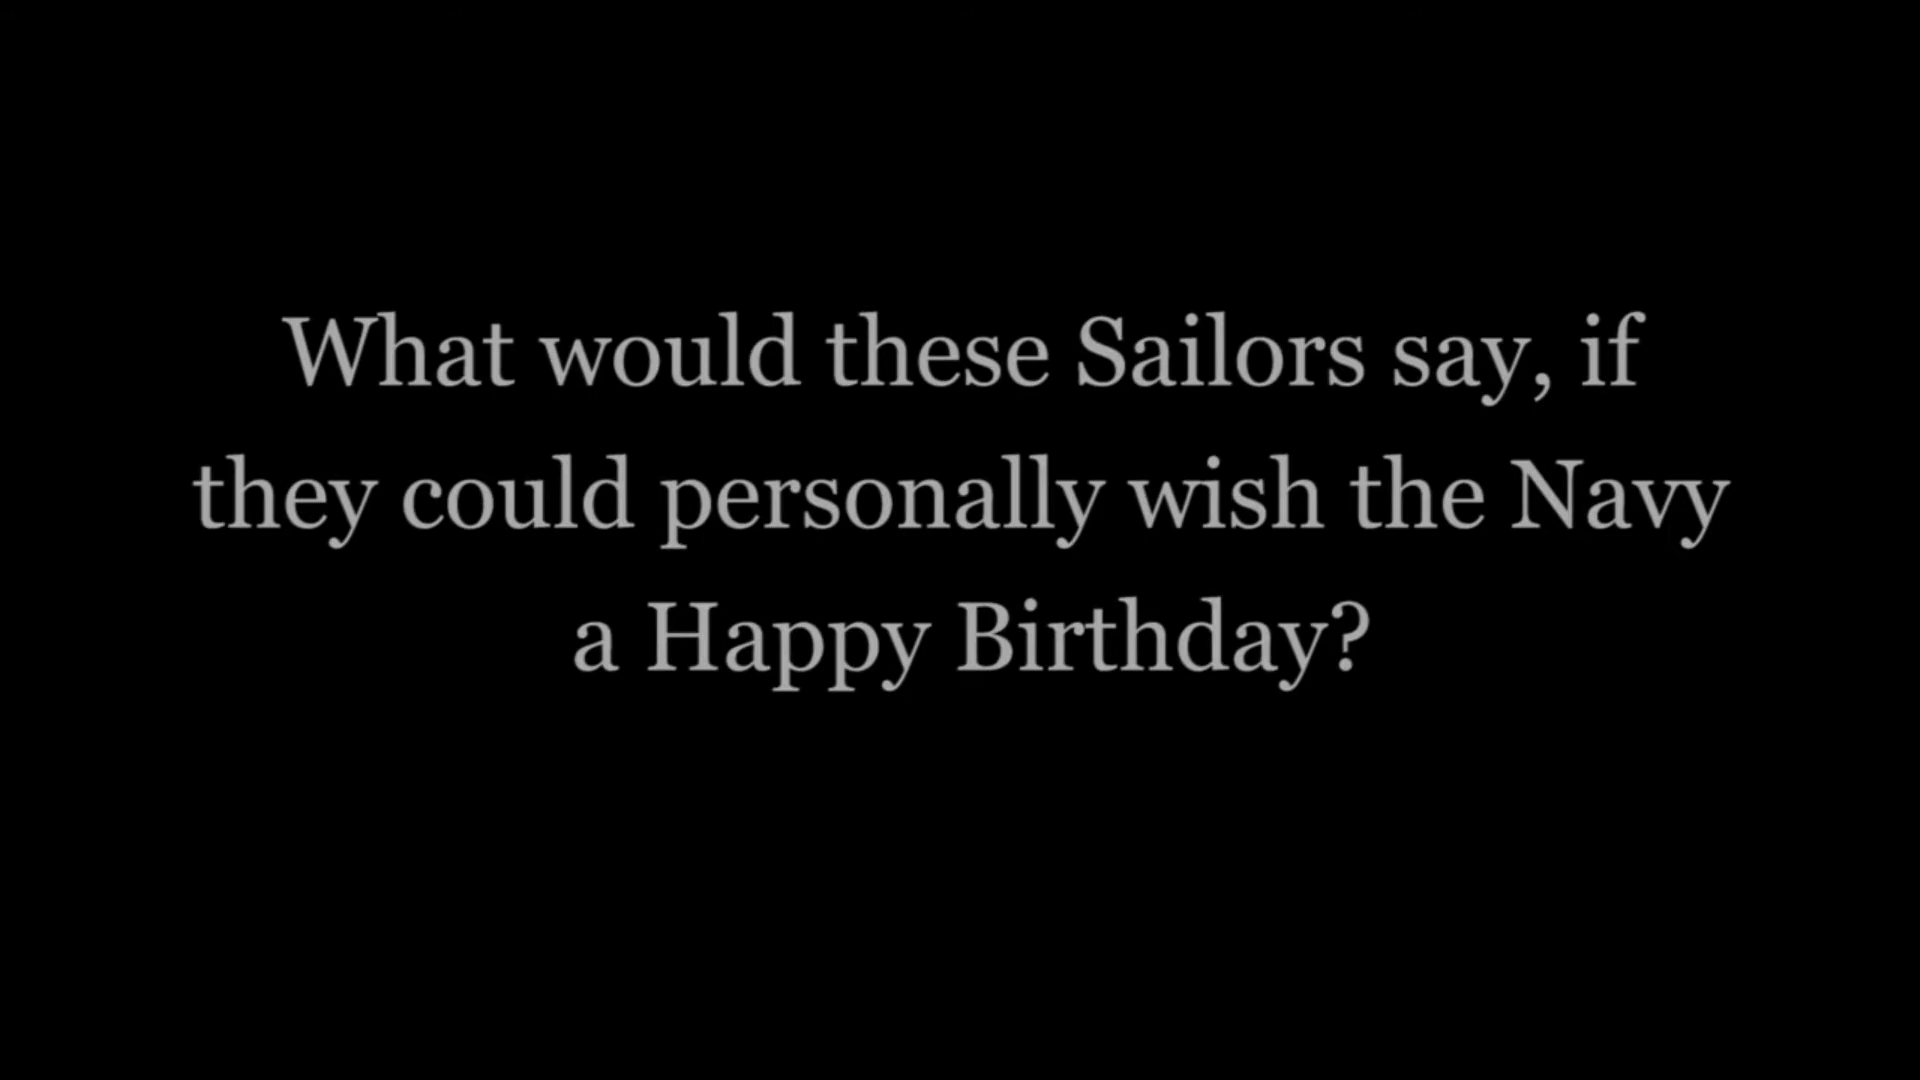 What would these Sailors say, if
they could personally wish the Navy
a Happy Birthday?